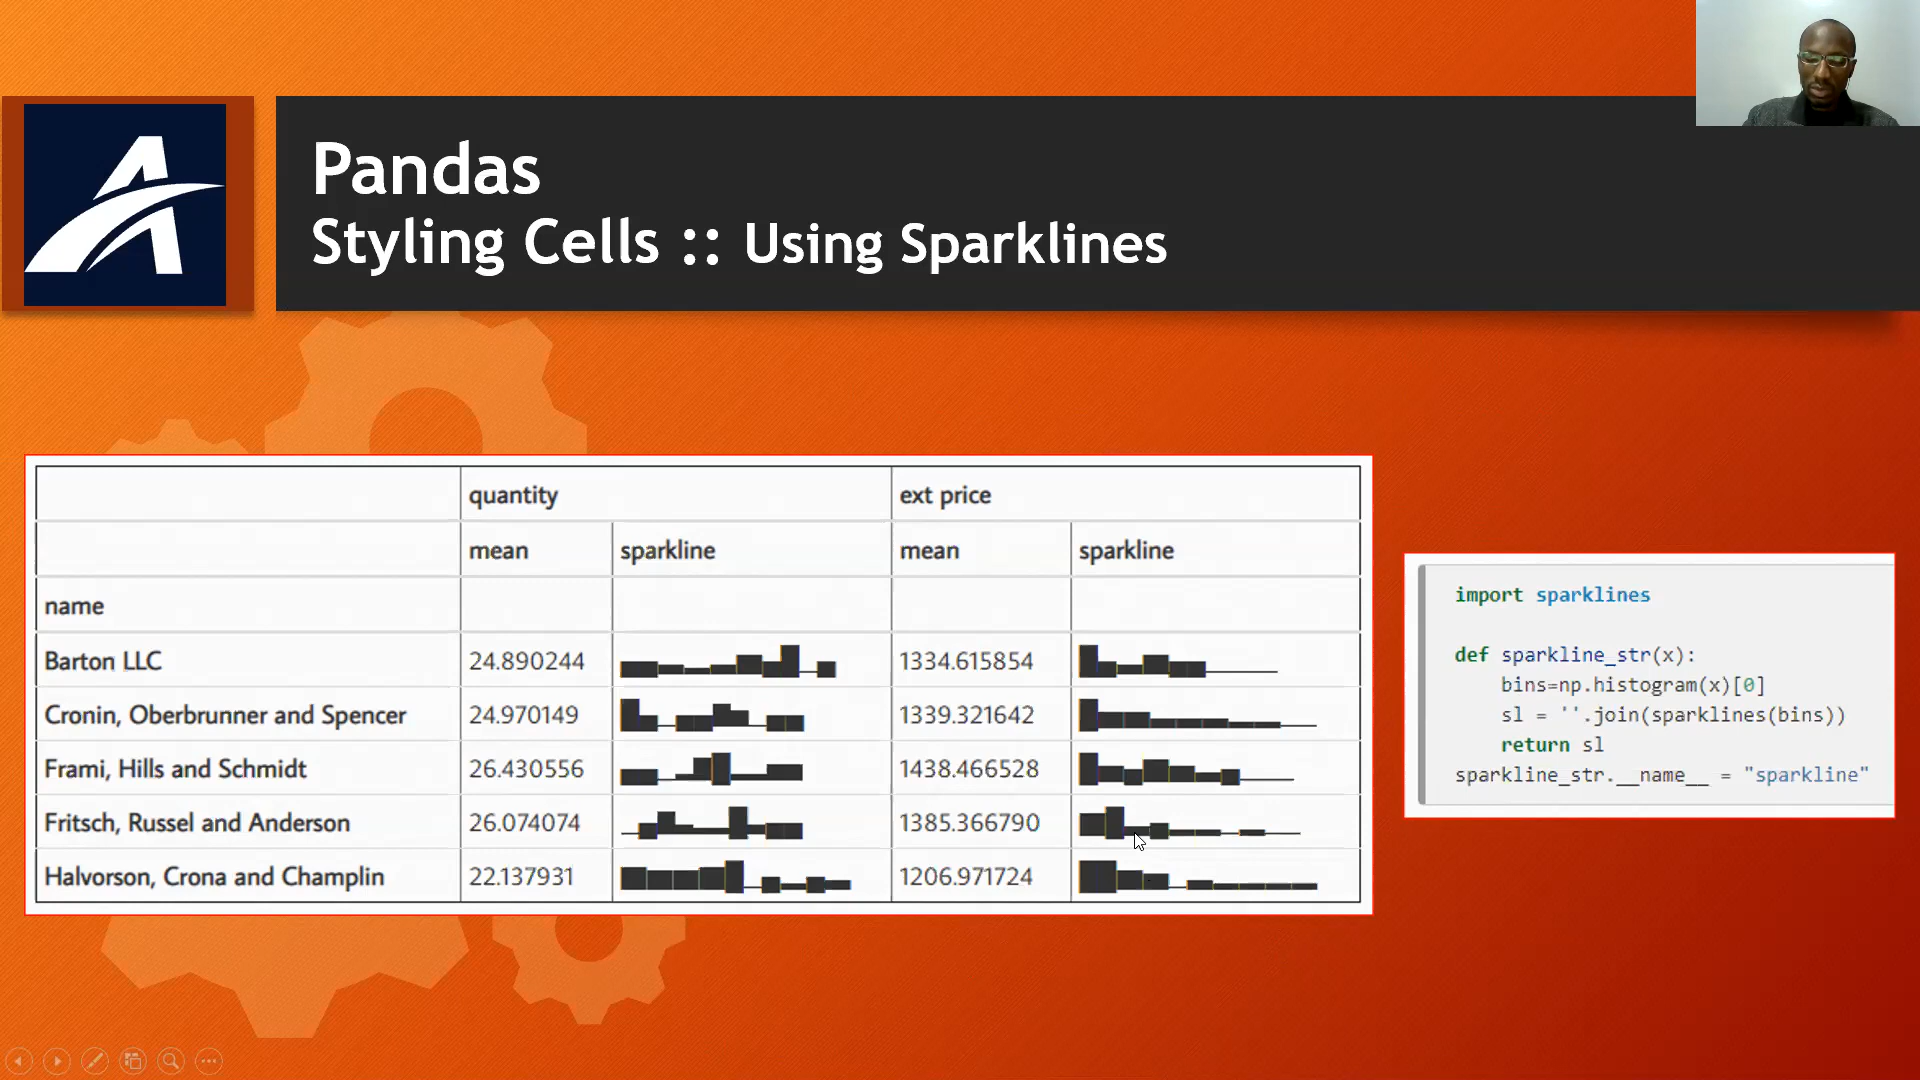 Pandas
Styling Cells :: Using Sparklines
quantity ext price
mean sparkline mean sparkline
name
Barton LLC 24.890244 1334.615854
Cronin, Oberbrunner and Spencer 24.970149 1339.321642
Frami, Hills and Schmidt 26.430556 1438.466528
Fritsch, Russel and Anderson 26.074074 1385.366790
Halvorson, Crona and Champlin 22.137931 1206.971724
import sparklines
def sparkline_str(x):
    bins=np.histogram(x)[0]
    sl = ''.join(sparklines(bins))
    return sl
sparkline_str.__name__ = "sparkline"